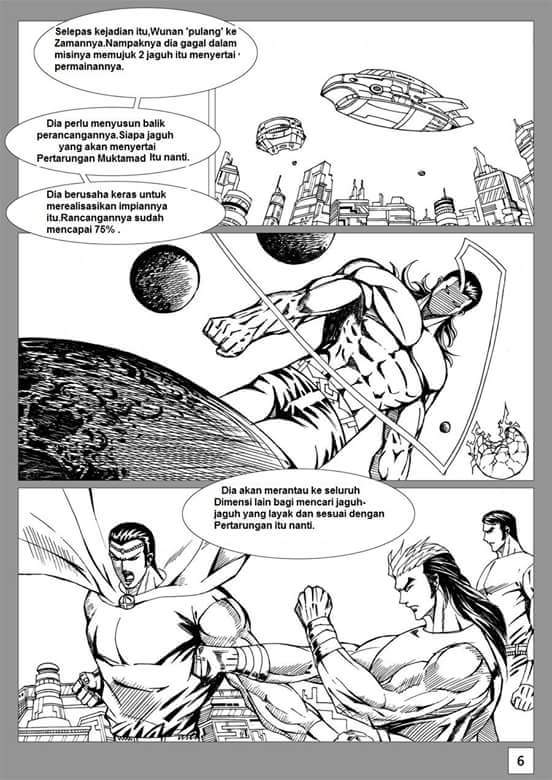 Selepas kejadian itu,Wunan 'pulang' ke
Zamannya.Nampaknya dia gagal dalam
misinya memujuk 2 jaguh itu menyertai
permainannya.
Dia perlu menyusun balik
perancangannya.Siapa jaguh
yang akan menyertai
Pertarungan Muktamad Itu nanti.
Dia berusaha keras untuk
merealisasikan impiannya
itu.Rancangannya sudah
mencapai 75% .
Dia akan merantau ke seluruh
Dimensi lain bagi mencari jaguh-
jaguh yang layak dan sesuai dengan
Pertarungan itu nanti.
6